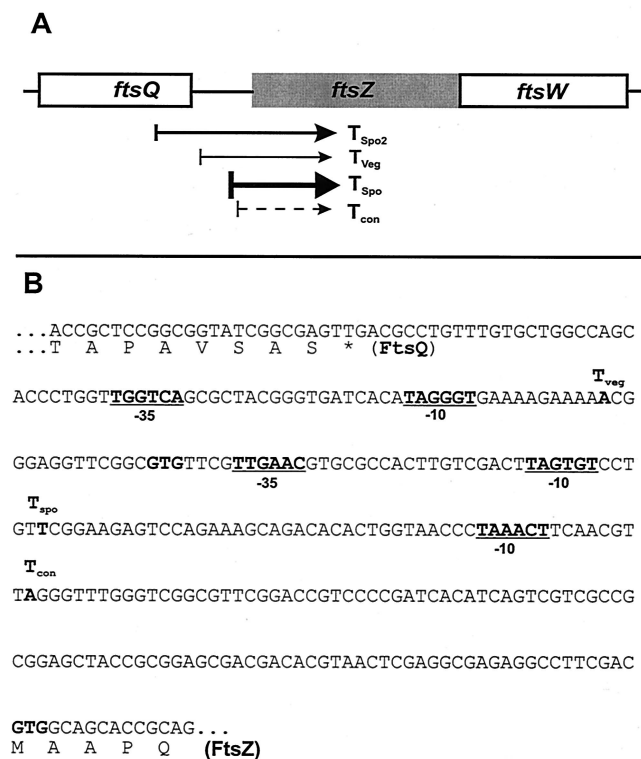 A
ftsQ ftsZ ftsW
TSpo2
TVeg
TSpo
Tcon
B
...ACCGCTCCGGCGGTATCGGCGAGTTGACGCCTGTTTGTGCTGGCCAGC
...T A P A V S A S * (FtsQ)
Tveg
ACCCTGGTTGGTCAGCGCTACGGGTGATCACATAGGGTGAAAAGAAAAACG
-35 -10
GGAGGTTCGGCGTGTTCGTTGAACGTGCGCCACTTGTCGACTTAGTGTCCT
-35 -10
Tspo
GTTCGGAAGAGTCCAGAAAGCAGACACACTGGTAACCCTAAACTTCAACGT
-10
Tcon
TAGGGTTTGGGTCGGCGTTCGGACCGTCCCCGATCACATCAGTCGTCGCCG
CGGAGCTACCGCGGAGCGACGACACGTAACTCGAGGCGAGAGGCCTTCGAC
GTGGCAGCACCGCAG...
M A A P Q (FtsZ)